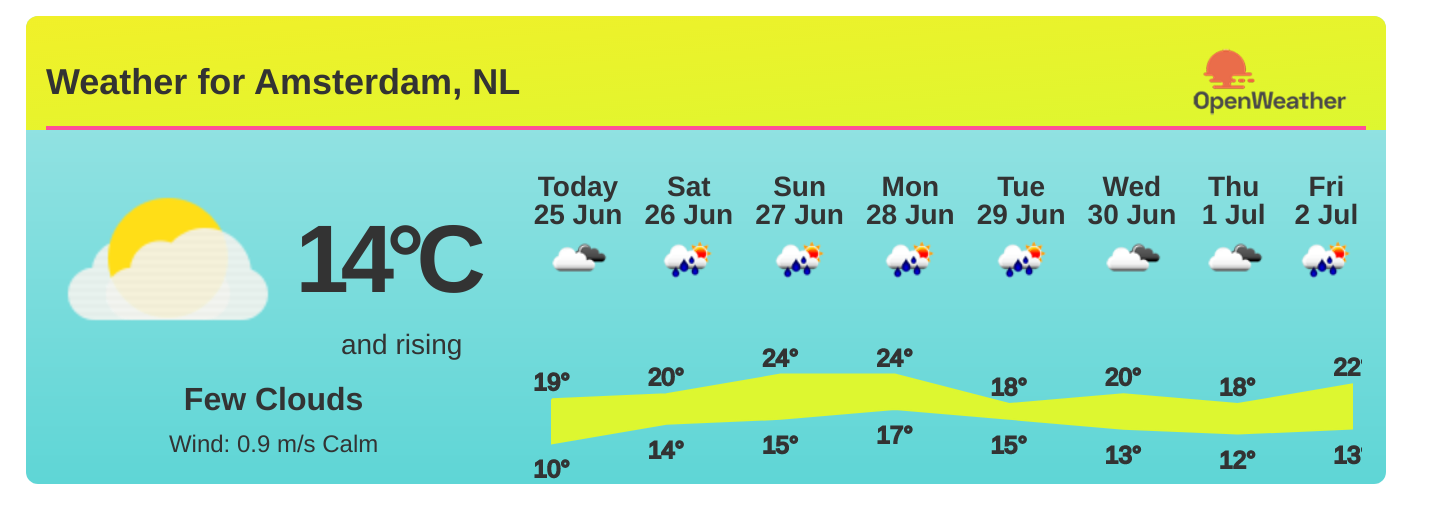 Weather for Amsterdam, NL
OpenWeather
14°C
and rising
Few Clouds
Wind: 0.9 m/s Calm
Today Sat Sun Mon Tue Wed Thu Fri
25 Jun 26 Jun 27 Jun 28 Jun 29 Jun 30 Jun 1 Jul 2 Jul
19° 20° 24° 24° 18° 20° 18° 22°
10° 14° 15° 17° 15° 13° 12° 13°